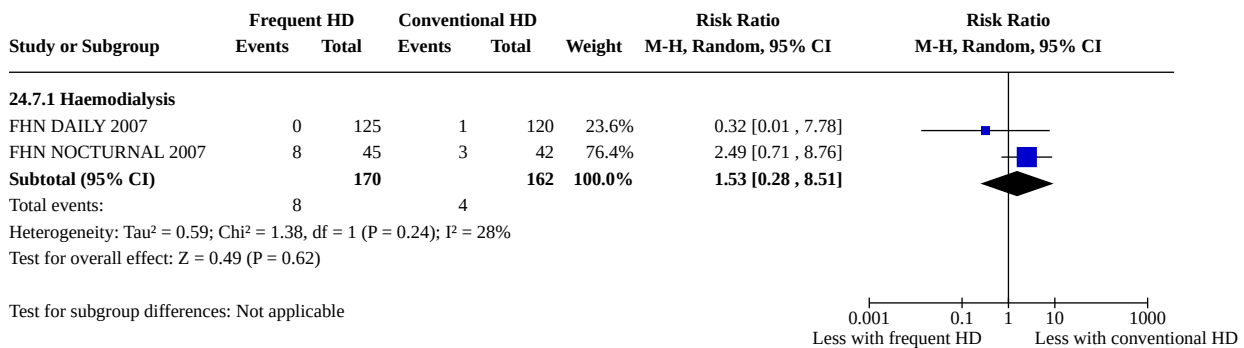 Frequent HD Conventional HD Risk Ratio Risk Ratio
Study or Subgroup Events Total Events Total Weight M-H, Random, 95% CI M-H, Random, 95% CI
24.7.1 Haemodialysis
FHN DAILY 2007 0 125 1 120 23.6% 0.32 [0.01 , 7.78]
FHN NOCTURNAL 2007 8 45 3 42 76.4% 2.49 [0.71 , 8.76]
Subtotal (95% CI) 170 162 100.0% 1.53 [0.28 , 8.51]
Total events: 8 4
Heterogeneity: Tau² = 0.59; Chi² = 1.38, df = 1 (P = 0.24); I² = 28%
Test for overall effect: Z = 0.49 (P = 0.62)
Test for subgroup differences: Not applicable
0.001 0.1 1 10 1000
Less with frequent HD Less with conventional HD